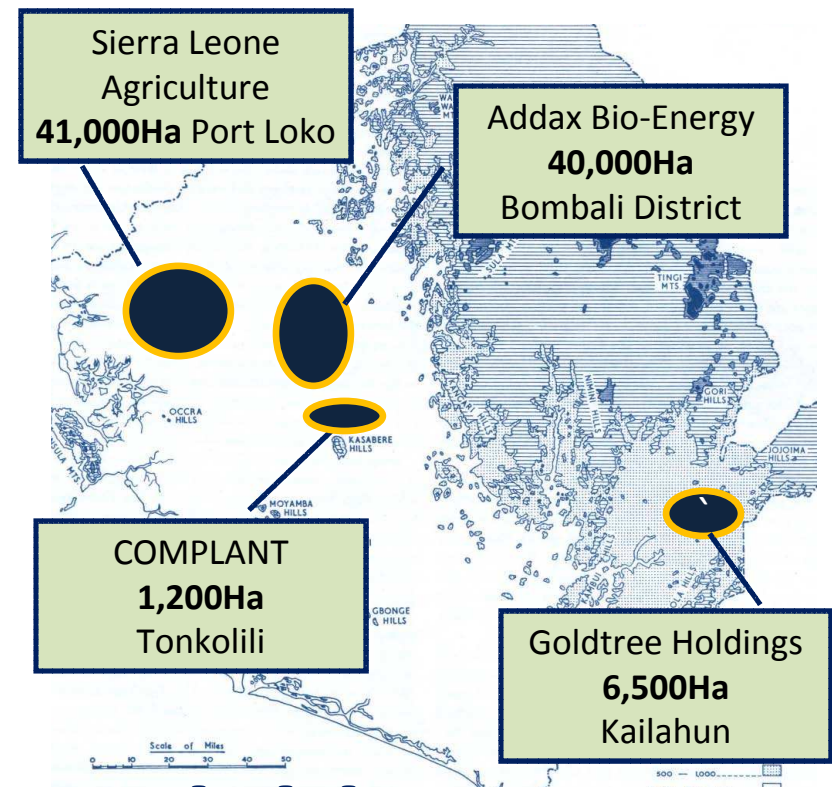 Sierra Leone
Agriculture
41,000Ha Port Loko
Addax Bio-Energy
40,000Ha
Bombali District
SULA M
TINGI
MTS
GORI
HILLS
JOJOIMA
HILLS
OCCRA
HILLS
KASABERE
HILLS
MOYAMBA
HILLS
GBONGE
HILLS
COMPLANT
1,200Ha
Tonkolili
Goldtree Holdings
6,500Ha
Kailahun
Scale of Miles
0 10 20 30 40 50
500 — 1,000